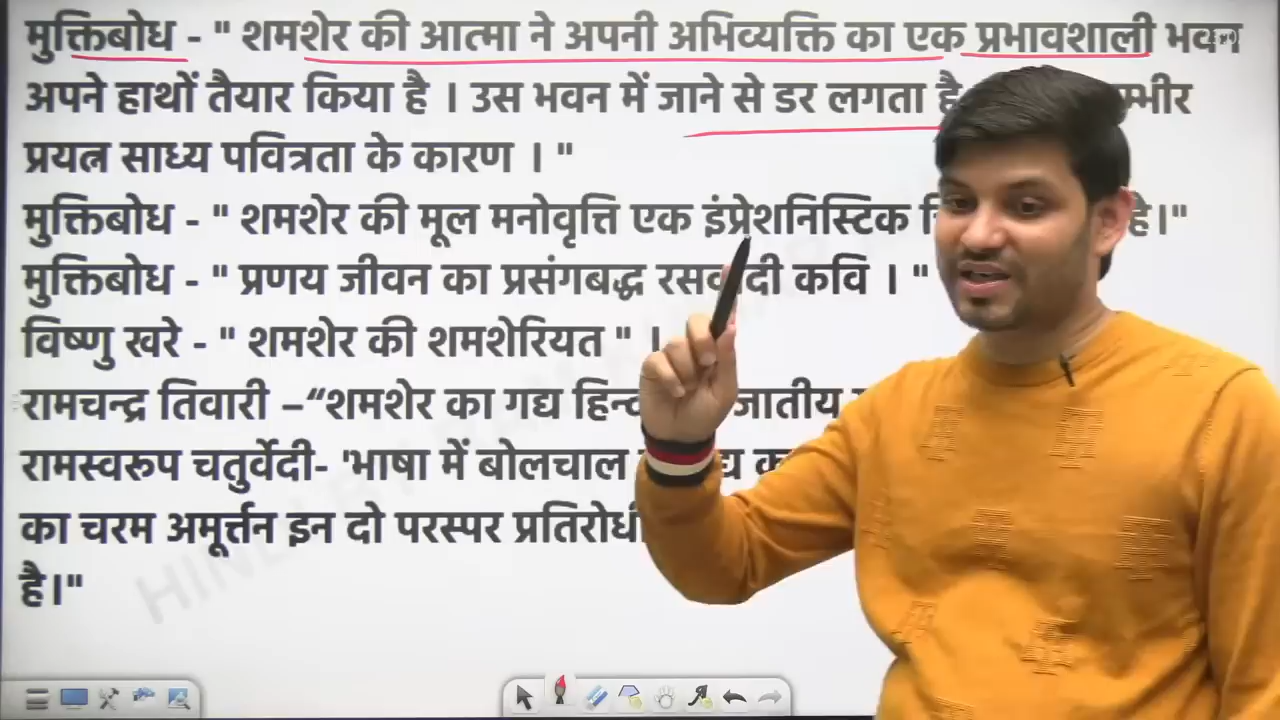 मुक्तिबोध - " शमशेर की आत्मा ने अपनी अभिव्यक्ति का एक प्रभावशाली भवन
अपने हाथों तैयार किया है । उस भवन में जाने से डर लगता है
प्रयत्न साध्य पवित्रता के कारण । "
मुक्तिबोध - " शमशेर की मूल मनोवृत्ति एक इंप्रेशनिस्टिक है।"
मुक्तिबोध - " प्रणय जीवन का प्रसंगबद्ध रसवादी कवि । "
विष्णु खरे - " शमशेर की शमशेरियत " ।
रामचन्द्र तिवारी –“शमशेर का गद्य जातीय
रामस्वरूप चतुर्वेदी- 'भाषा में बोलचाल
का चरम अमूर्त्तन इन दो परस्पर
है।"